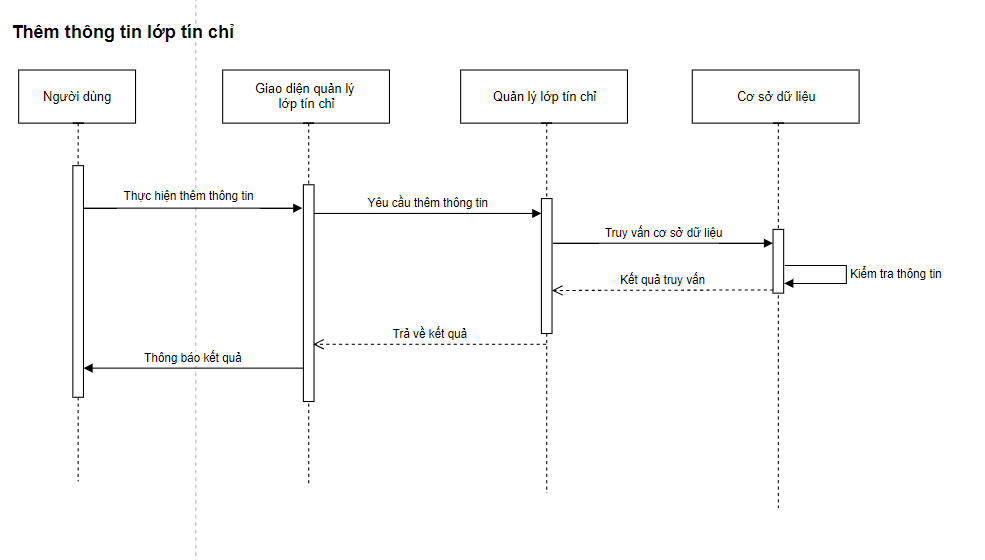 Thêm thông tin lớp tín chỉ
Người dùng
Giao diện quản lý
lớp tín chỉ
Quản lý lớp tín chỉ
Cơ sở dữ liệu
Thực hiện thêm thông tin
Yêu cầu thêm thông tin
Truy vấn cơ sở dữ liệu
Kiểm tra thông tin
Kết quả truy vấn
Trả về kết quả
Thông báo kết quả